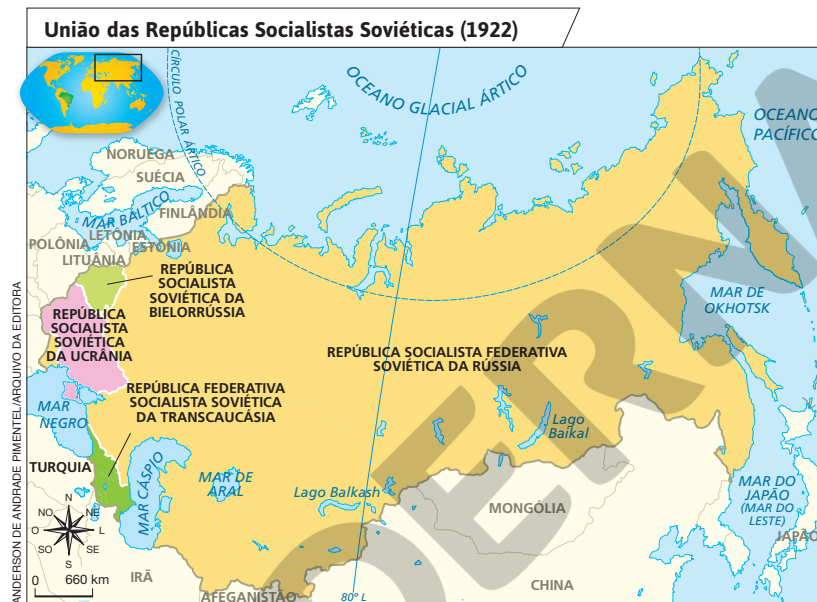 União das Repúblicas Socialistas Soviéticas (1922)
CÍRCULO POLAR ÁRTICO
OCEANO GLACIAL ÁRTICO
OCEANO
PACÍFICO
NORUEGA
SUÉCIA
FINLÂNDIA
MAR BÁLTICO
LETÔNIA
ESTÔNIA
POLÔNIA
LITUÂNIA
REPÚBLICA
SOCIALISTA
SOVIÉTICA DA
BIELORRÚSSIA
MAR DE
OKHOTSK
REPÚBLICA
SOCIALISTA
SOVIÉTICA
DA UCRÂNIA
REPÚBLICA SOCIALISTA FEDERATIVA
SOVIÉTICA DA RÚSSIA
REPÚBLICA FEDERATIVA
SOCIALISTA SOVIÉTICA
DA TRANSCAUCÁSIA
MAR
NEGRO
Lago
Baikal
TURQUIA
MAR CÁSPIO
MAR DE
ARAL
Lago Balkash
MONGÓLIA
MAR DO
JAPÃO
(MAR DO
LESTE)
JAPÃO
N
NO
NE
O
L
SO
SE
S
0
660 km
IRÃ
AFEGANISTÃO
80º L
CHINA
ANDERSON DE ANDRADE PIMENTEL/ARQUIVO DA EDITORA
ODERN